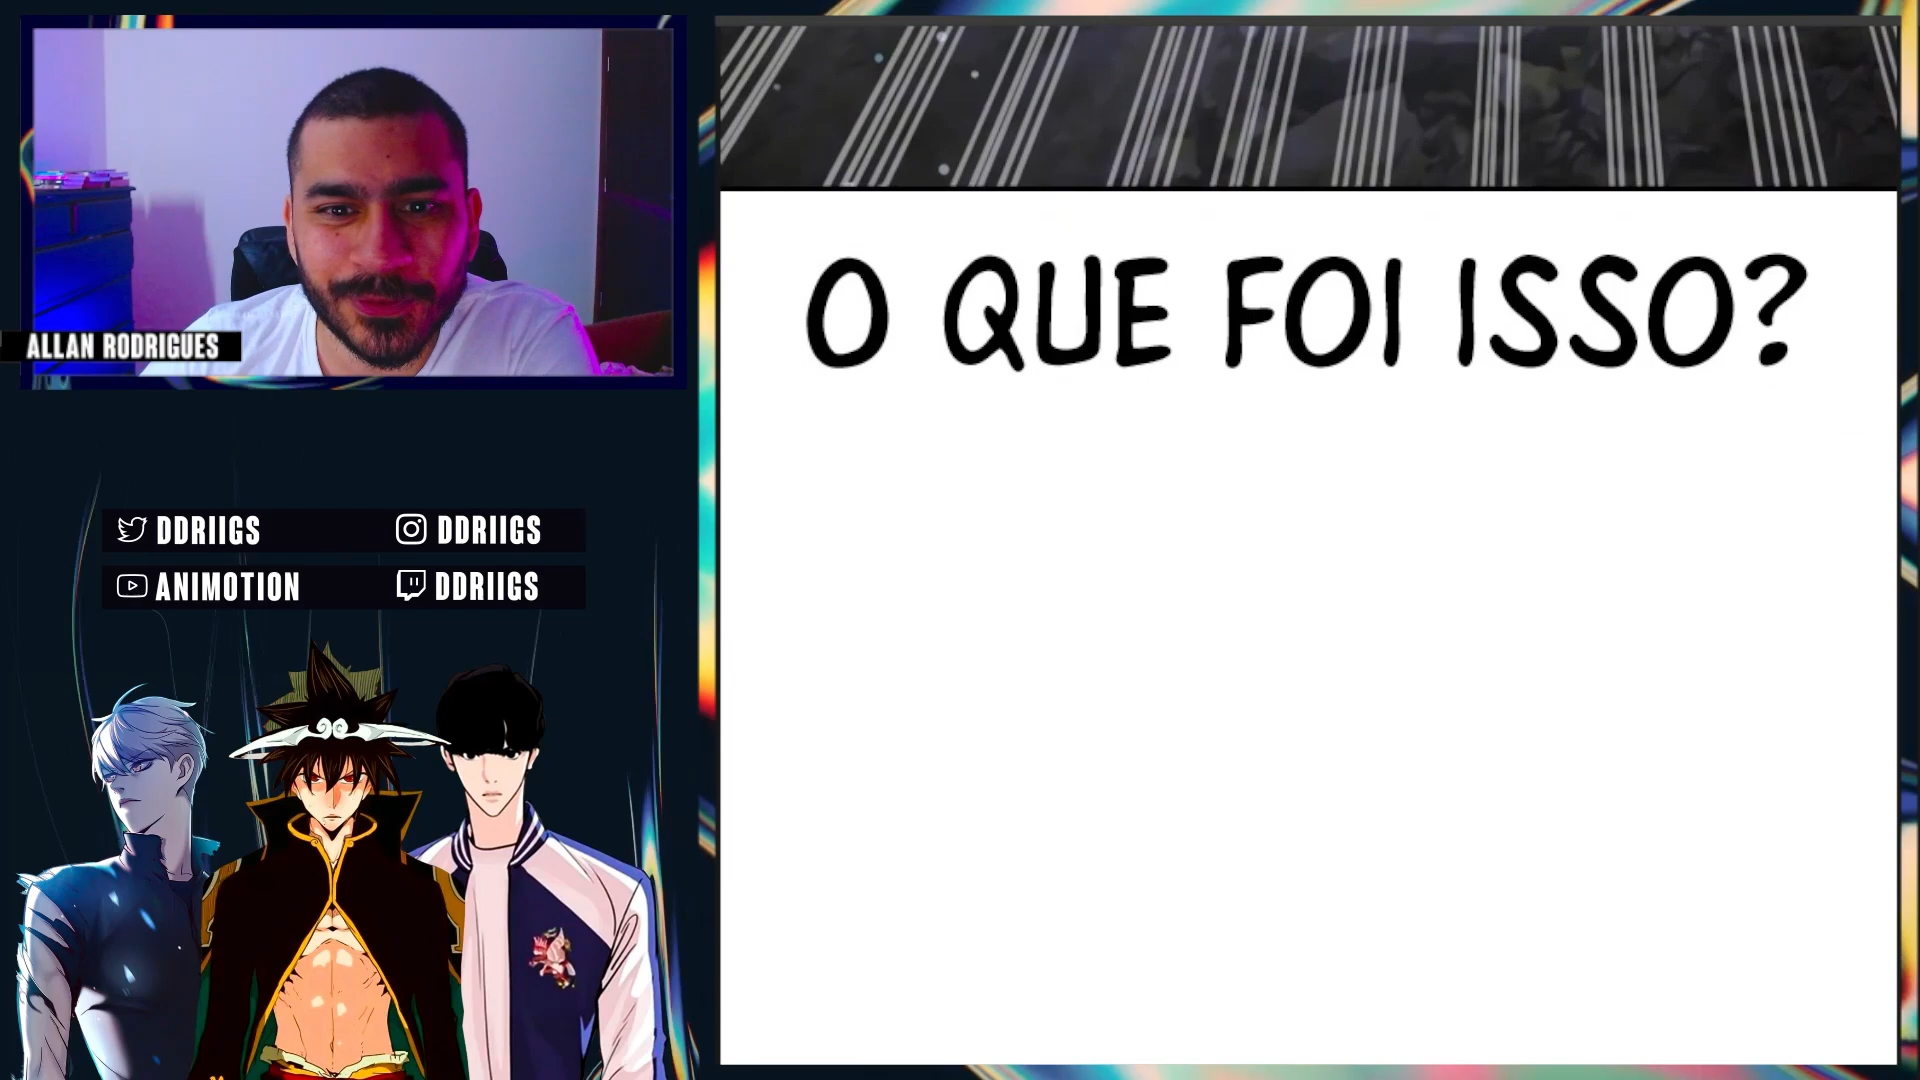 ALLAN RODRIGUES
DDRIIGS
DDRIIGS
ANIMOTION
DDRIIGS
O QUE FOI ISSO?